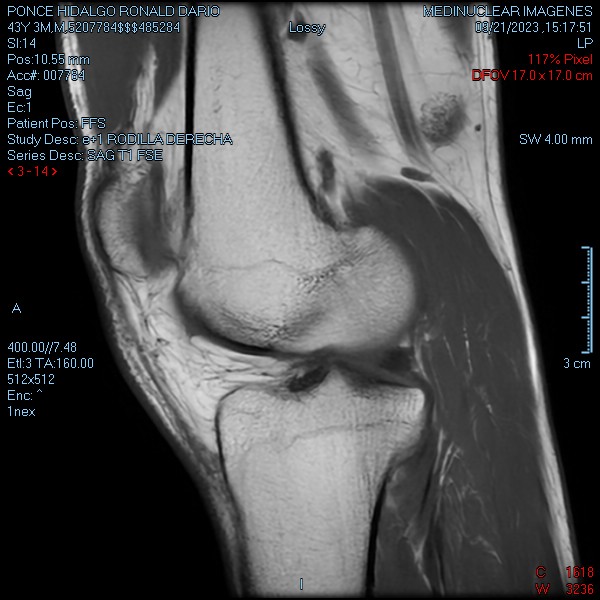 PONCE HIDALGO RONALD DARIO
43Y 3M,M,5207784$$$485284
Sl:14
Pos:10.55 mm
Acc#: 007784
Sag
Ec:1
Patient Pos: FFS
Study Desc: e+1 RODILLA DERECHA
Series Desc: SAG T1 FSE
< 3 - 14 >
Lossy
MEDINUCLEAR IMAGENES
09/21/2023 ,15:17:51
LP
117% Pixel
DFOV 17.0 x 17.0 cm
SW 4.00 mm
A
3 cm
400.00//7.48
Etl:3 TA:160.00
512x512
Enc: ^
1nex
I
C 1618
W 3236